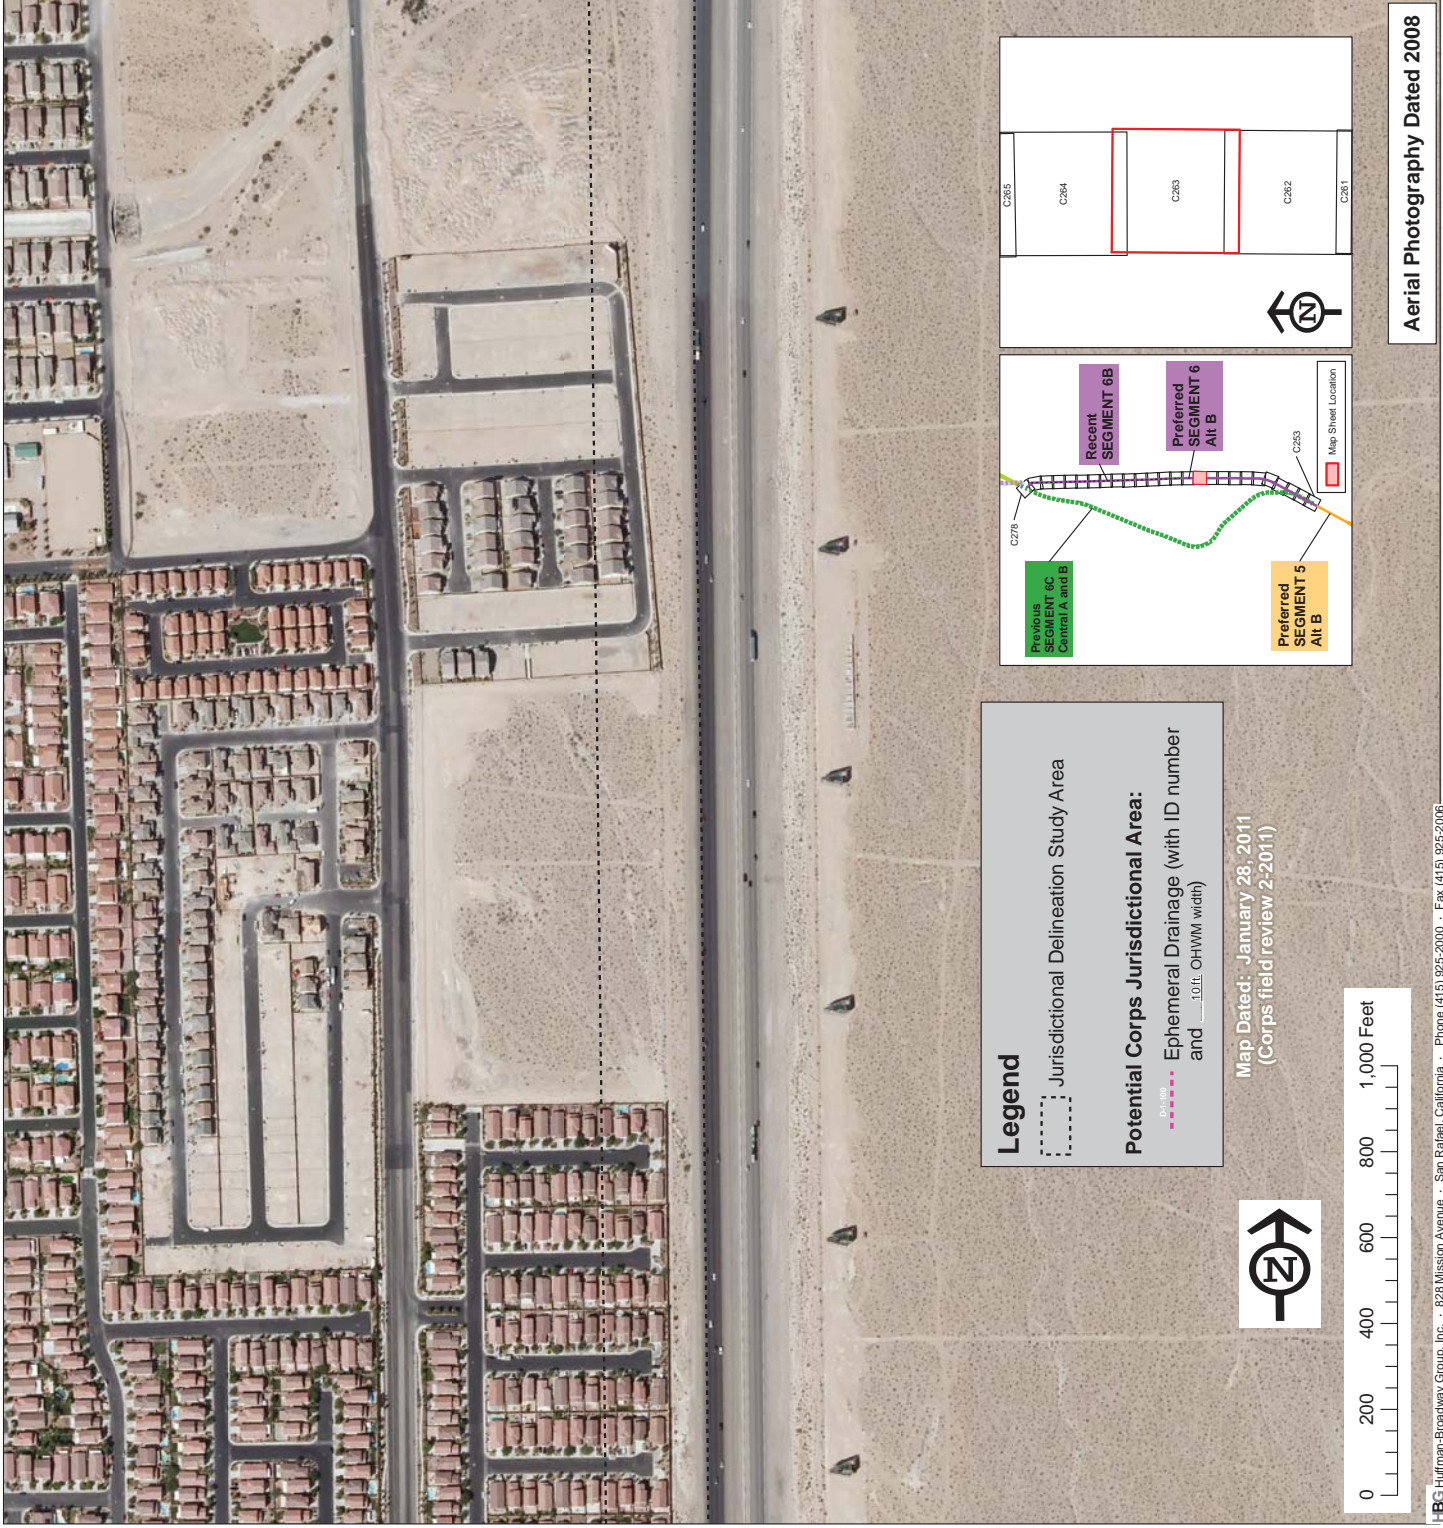 Legend
Jurisdictional Delineation Study Area
Potential Corps Jurisdictional Area:
D-1-100
Ephemeral Drainage (with ID number
and 10ft. OHWM width)
Map Dated: January 28, 2011
(Corps field review 2-2011)
N
0 200 400 600 800 1,000 Feet
HBG Huffman-Broadway Group, Inc. · 828 Mission Avenue · San Rafael, California · Phone (415) 925-2000 · Fax (415) 925-2006
Previous
SEGMENT 6C
Central A and B
C278
Recent
SEGMENT 6B
Preferred
SEGMENT 6
Alt B
C253
Preferred
SEGMENT 5
Alt B
Map Sheet Location
C265
C264
C263
C262
C261
N
Aerial Photography Dated 2008